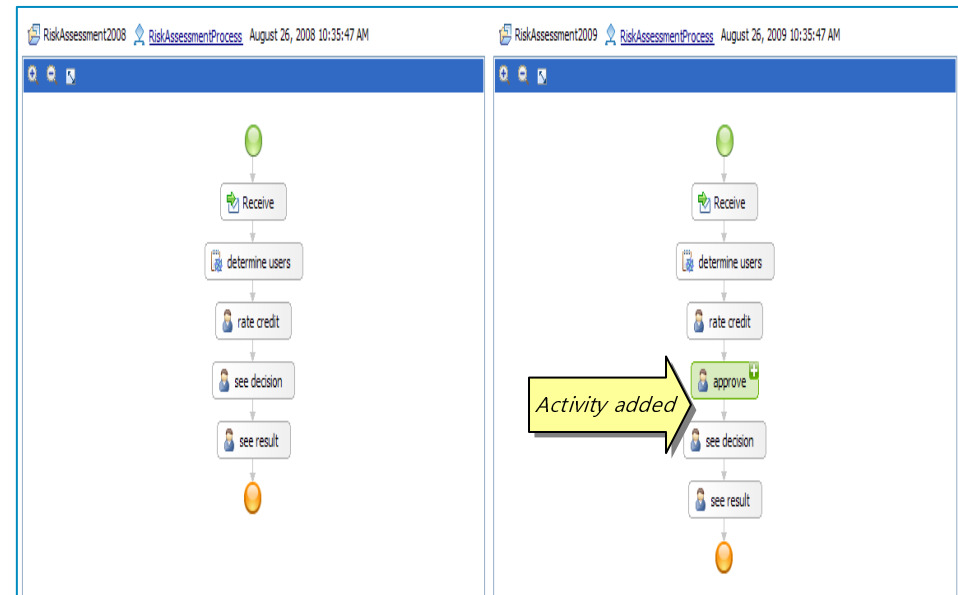 RiskAssessment2008 RiskAssessmentProcess August 26, 2008 10:35:47 AM
Receive
determine users
rate credit
see decision
see result
RiskAssessment2009 RiskAssessmentProcess August 26, 2009 10:35:47 AM
Receive
determine users
rate credit
approve
Activity added
see decision
see result